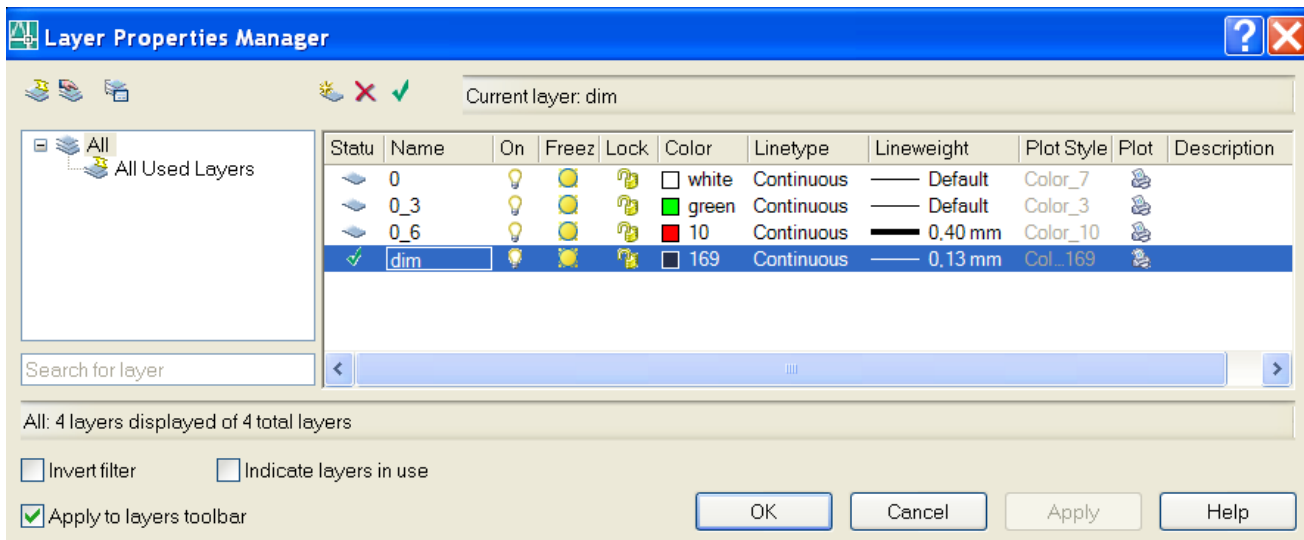 Layer Properties Manager
Current layer: dim
All
All Used Layers
Statu Name On Freez Lock Color Linetype Lineweight Plot Style Plot Description
0 white Continuous Default Color_7
0_3 green Continuous Default Color_3
0_6 10 Continuous 0,40 mm Color_10
dim 169 Continuous 0,13 mm Col...169
Search for layer
All: 4 layers displayed of 4 total layers
Invert filter Indicate layers in use
Apply to layers toolbar OK Cancel Apply Help